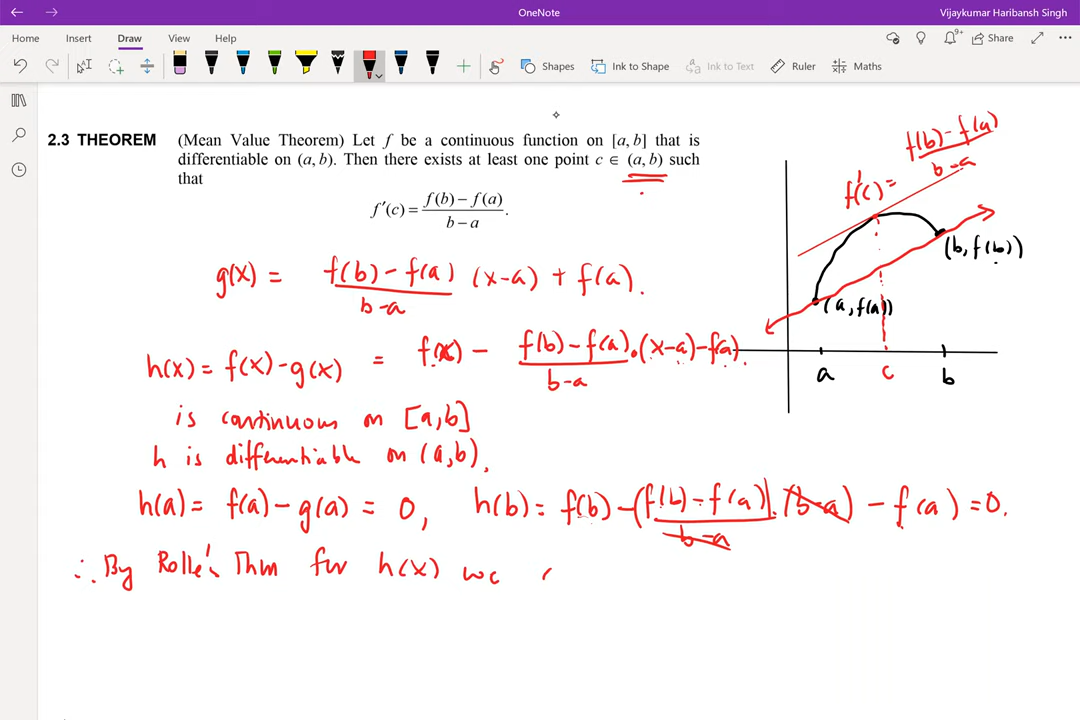 OneNote
Vijaykumar Haribansh Singh
Home Insert Draw View Help
9+ Share
Shapes Ink to Shape Ink to Text Ruler Maths
2.3 THEOREM (Mean Value Theorem) Let f be a continuous function on [a, b] that is
differentiable on (a, b). Then there exists at least one point c ∈ (a, b) such
that
f′(c) = f(b) − f(a) / b − a.
f'(c) = f(b) - f(a) / b-a
(b, f(b))
(a, f(a))
a c b
g(x) = f(b) - f(a) / b-a (x-a) + f(a).
h(x) = f(x) - g(x) = f(x) - f(b) - f(a) / b-a . (x-a) - f(a).
is continuous on [a,b]
h is differentiable on (a,b),
h(a) = f(a) - g(a) = 0, h(b) = f(b) - (f(b) - f(a)) / b-a . (b-a) - f(a) = 0.
∴ By Rolle's Thm for h(x) we